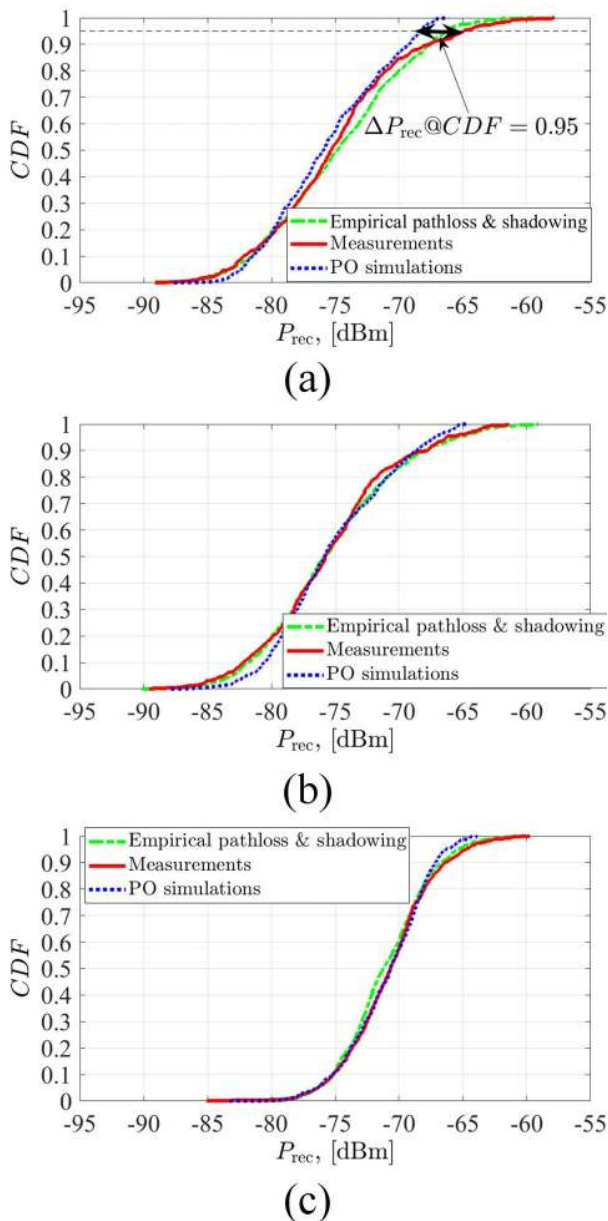 1
0.9
0.8
0.7
0.6
0.5
0.4
0.3
0.2
0.1
0
CDF
ΔP_rec@CDF = 0.95
Empirical pathloss & shadowing
Measurements
PO simulations
-95 -90 -85 -80 -75 -70 -65 -60 -55
P_rec, [dBm]
(a)
1
0.9
0.8
0.7
0.6
0.5
0.4
0.3
0.2
0.1
0
CDF
Empirical pathloss & shadowing
Measurements
PO simulations
-95 -90 -85 -80 -75 -70 -65 -60 -55
P_rec, [dBm]
(b)
1
0.9
0.8
0.7
0.6
0.5
0.4
0.3
0.2
0.1
0
CDF
Empirical pathloss & shadowing
Measurements
PO simulations
-95 -90 -85 -80 -75 -70 -65 -60 -55
P_rec, [dBm]
(c)